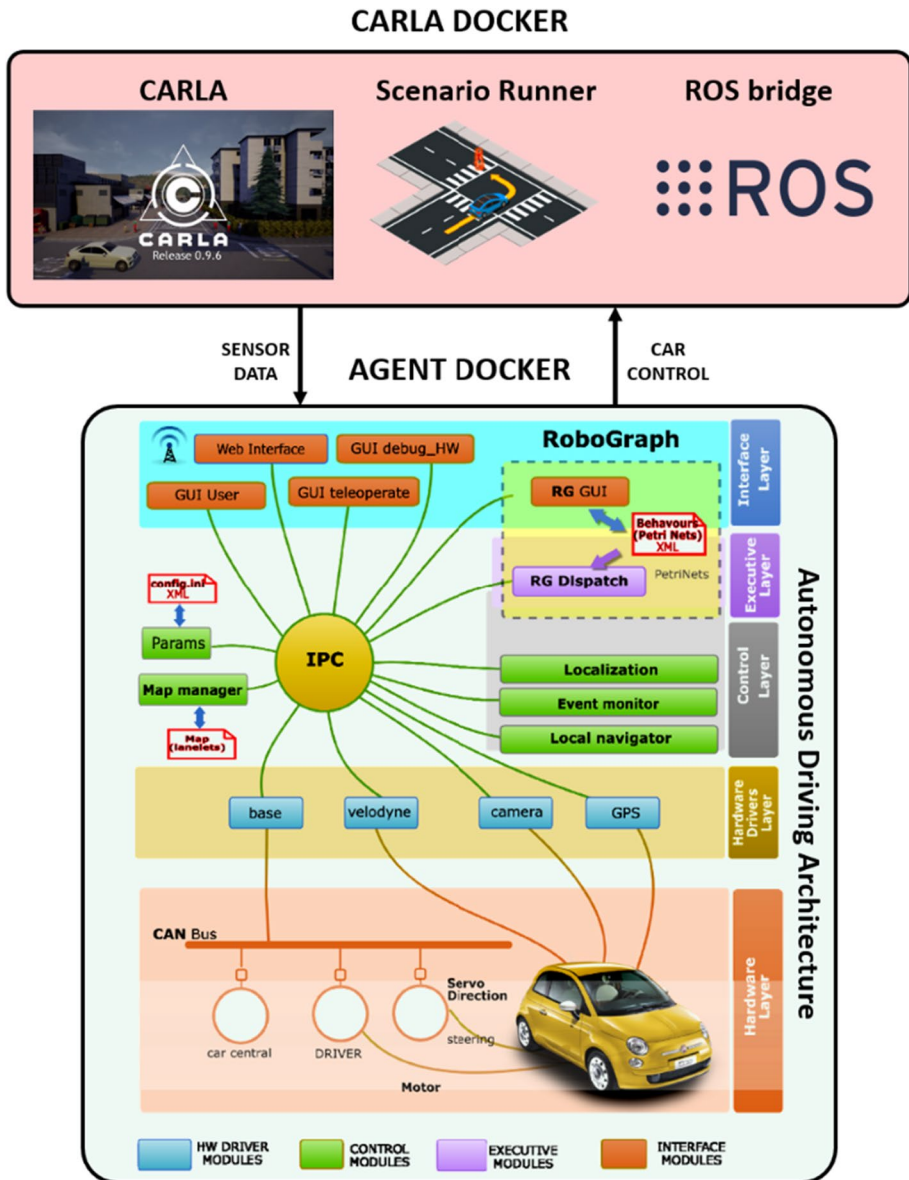 CARLA DOCKER
CARLA
Scenario Runner
ROS bridge
CARLA
Release 0.9.6
ROS
SENSOR
DATA
AGENT DOCKER
CAR
CONTROL
Web Interface
GUI debug_HW
RoboGraph
GUI User
GUI teleoperate
RG GUI
Behavours
(Petri Nets)
XML
Interface
Layer
config.inf
XML
RG Dispatch
PetriNets
Executive
Layer
Params
IPC
Map manager
Localization
Event monitor
Local navigator
Control
Layer
Map
(lanelets)
base
velodyne
camera
GPS
Hardware
Drivers
Layer
Autonomous Driving Architecture
CAN Bus
Servo
Direction
car central
DRIVER
steering
Motor
Hardware
Layer
HW DRIVER
MODULES
CONTROL
MODULES
EXECUTIVE
MODULES
INTERFACE
MODULES